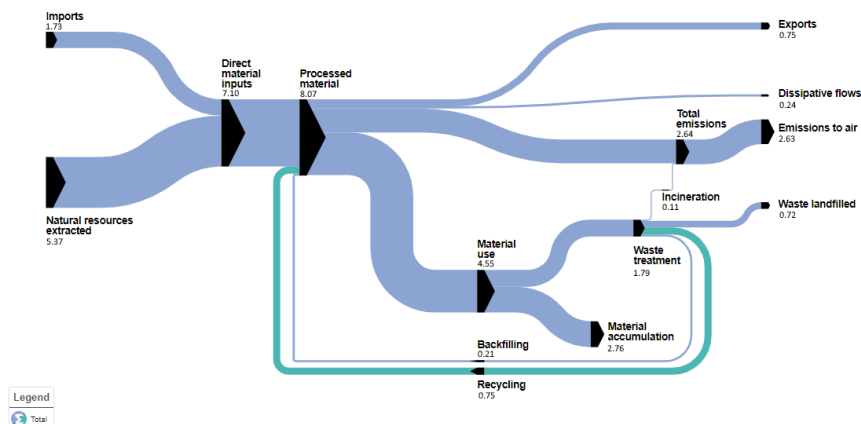 Imports
1.73
Exports
0.75
Direct
material
inputs
7.10
Processed
material
8.07
Dissipative flows
0.24
Total
emissions
2.64
Emissions to air
2.63
Natural resources
extracted
5.37
Incineration
0.11
Waste landfilled
0.72
Material
use
4.55
Waste
treatment
1.79
Material
accumulation
2.76
Backfilling
0.21
Recycling
0.75
Legend
Total